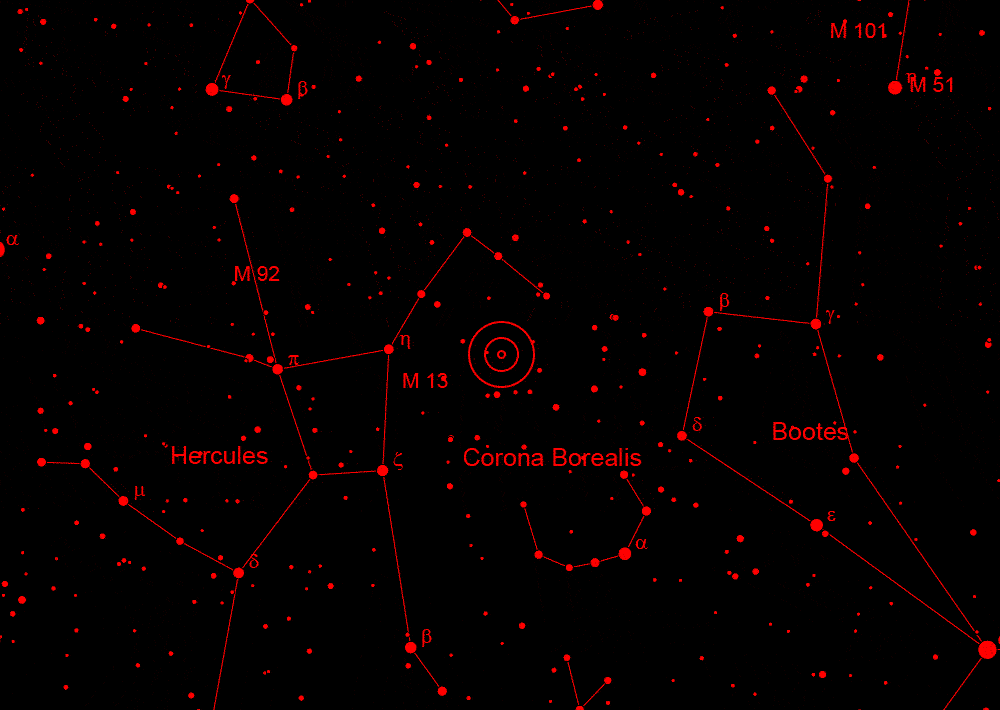 M 101
γ
β
η
M 51
α
M 92
β
γ
η
π
M 13
δ
Bootes
Hercules
ζ
Corona Borealis
μ
ε
α
δ
β